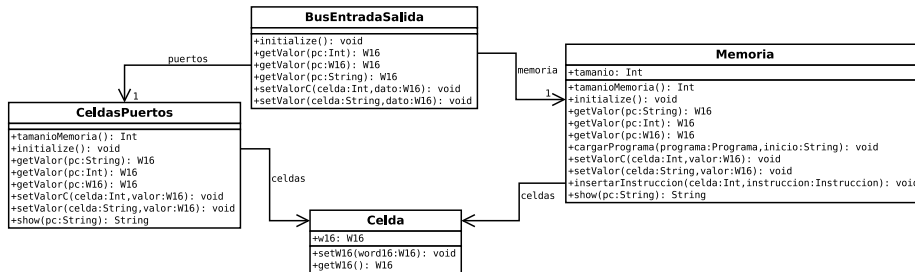 BusEntradaSalida
+initialize(): void
+getValor(pc:Int): W16
+getValor(pc:W16): W16
+getValor(pc:String): W16
+setValorC(celda:Int,dato:W16): void
+setValor(celda:String,dato:W16): void
puertos
1
memoria
1
Memoria
+tamanio: Int
+tamanioMemoria(): Int
+initialize(): void
+getValor(pc:String): W16
+getValor(pc:Int): W16
+getValor(pc:W16): W16
+cargarPrograma(programa:Programa,inicio:String): void
+setValorC(celda:Int,valor:W16): void
+setValor(celda:String,valor:W16): void
+insertarInstruccion(celda:Int,instruccion:Instruccion): void
+show(pc:String): String
CeldasPuertos
+tamanioMemoria(): Int
+initialize(): void
+getValor(pc:String): W16
+getValor(pc:Int): W16
+getValor(pc:W16): W16
+setValorC(celda:Int,valor:W16): void
+setValor(celda:String,valor:W16): void
+show(pc:String): String
celdas
celdas
Celda
+w16: W16
+setW16(word16:W16): void
+getW16(): W16